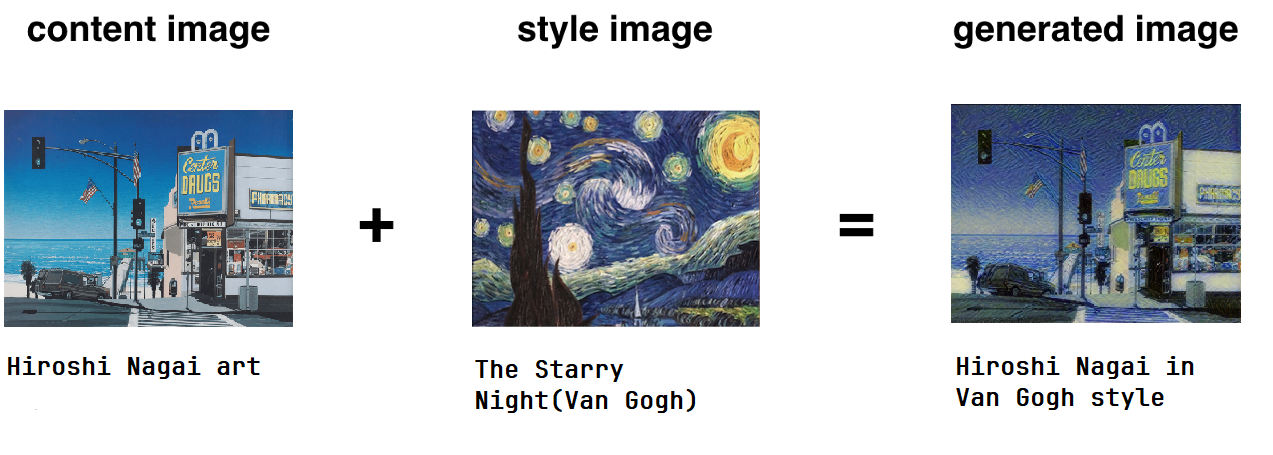 content image
style image
generated image
Center
DRUGS
PHARMACY
+
=
Center
DRUGS
Hiroshi Nagai art
The Starry
Night(Van Gogh)
Hiroshi Nagai in
Van Gogh style